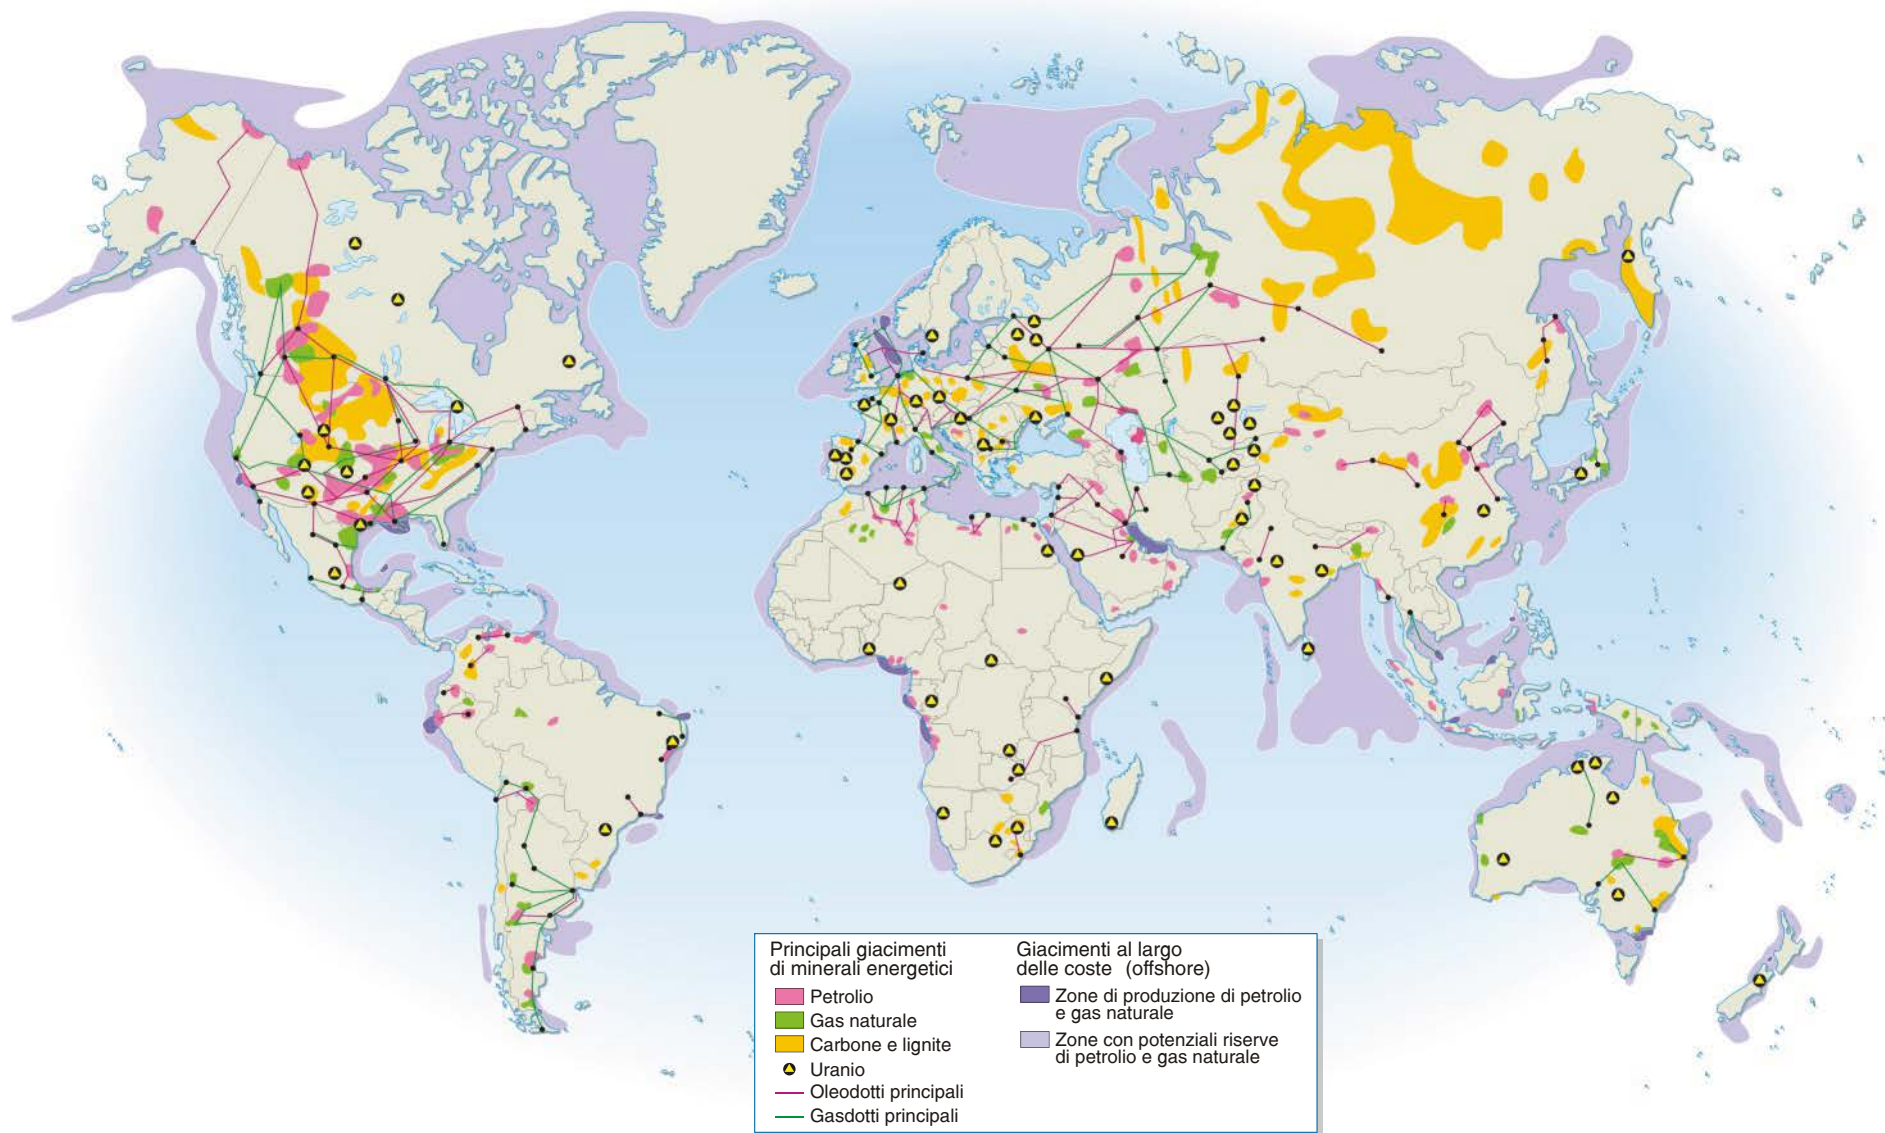 Principali giacimenti
di minerali energetici
Petrolio
Gas naturale
Carbone e lignite
Uranio
Oleodotti principali
Gasdotti principali
Giacimenti al largo
delle coste (offshore)
Zone di produzione di petrolio
e gas naturale
Zone con potenziali riserve
di petrolio e gas naturale